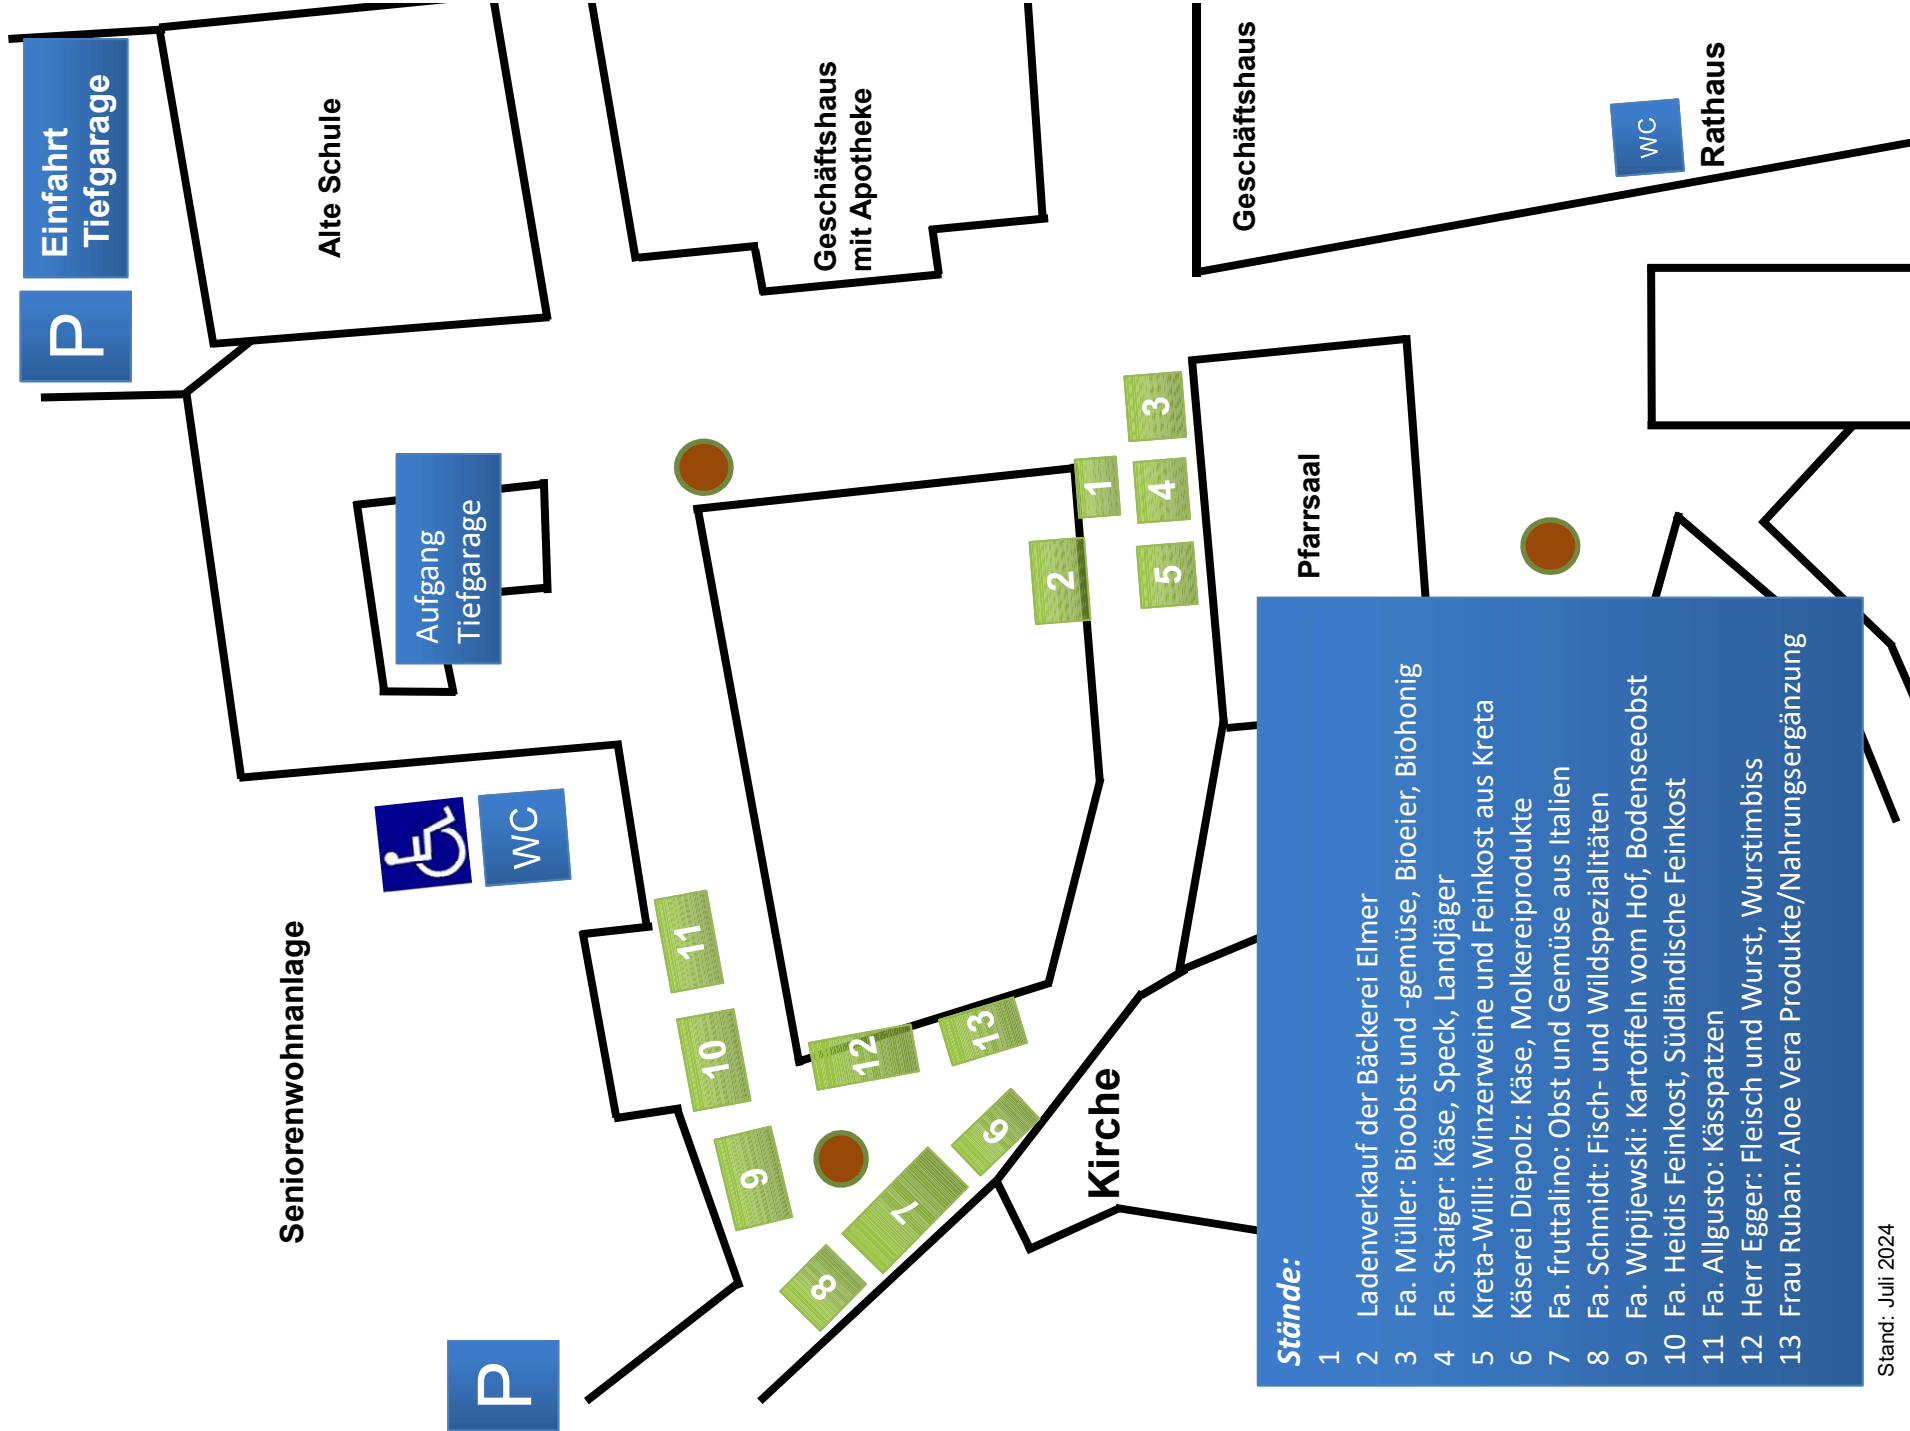 P
Einfahrt
Tiefgarage
Alte Schule
Geschäftshaus
mit Apotheke
Geschäftshaus
WC
Rathaus
Aufgang
Tiefgarage
WC
Seniorenwohnanlage
Pfarrsaal
Kirche
P
1
2
3
4
5
6
7
8
9
10
11
12
13
Stände:
1
2 Ladenverkauf der Bäckerei Elmer
3 Fa. Müller: Bioobst und -gemüse, Bioeier, Biohonig
4 Fa. Staiger: Käse, Speck, Landjäger
5 Kreta-Willi: Winzerweine und Feinkost aus Kreta
6 Käserei Diepolz: Käse, Molkereiprodukte
7 Fa. fruttalino: Obst und Gemüse aus Italien
8 Fa. Schmidt: Fisch- und Wildspezialitäten
9 Fa. Wipijewski: Kartoffeln vom Hof, Bodenseeobst
10 Fa. Heidis Feinkost, Südländische Feinkost
11 Fa. Allgusto: Kässpatzen
12 Herr Egger: Fleisch und Wurst, Wurstimbiss
13 Frau Ruban: Aloe Vera Produkte/Nahrungsergänzung
Stand: Juli 2024